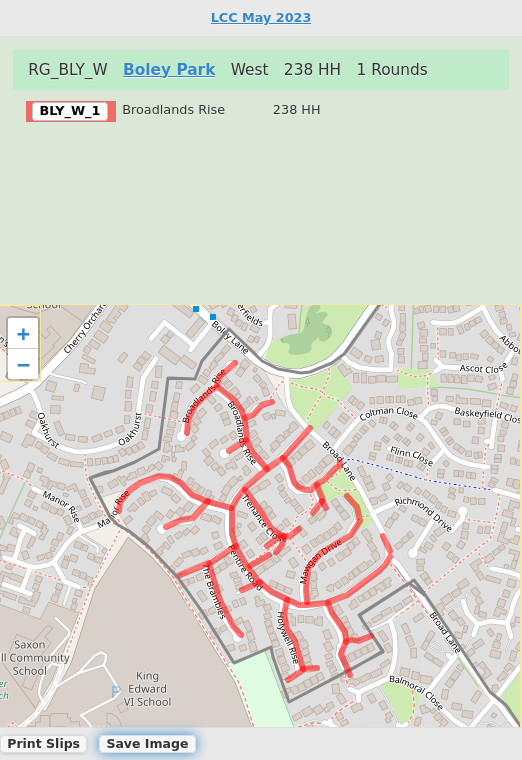 LCC May 2023
RG_BLY_W Boley Park West 238 HH 1 Rounds
BLY_W_1 Broadlands Rise 238 HH
School
Cherry Orchard
erfields
Boley Lane
+
−
Abbo
Ascot Close
Broadlands Rise
Broadlands Rise
Coltman Close
Baskeyfield Clos
Oakhurst
Oakhurst
Broad Lane
Flinn Close
Manor Rise
Manor Rise
Trenance Close
Richmond Drive
Mawgan Drive
Penture Road
The Brambles
Holywell Rise
Broad Lane
Saxon
ll Community
School
King
Edward
VI School
Balmoral Close
Print Slips Save Image